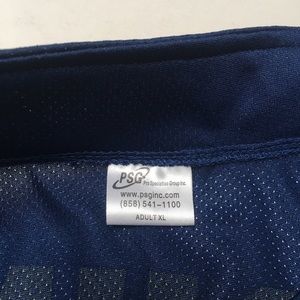 PSG Pro Specialties Group Inc
www.psginc.com
(858) 541-1100
ADULT XL